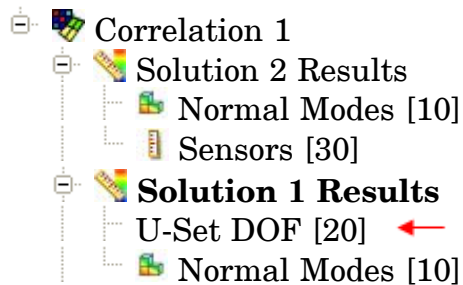 Correlation 1
Solution 2 Results
Normal Modes [10]
Sensors [30]
Solution 1 Results
U-Set DOF [20]
Normal Modes [10]